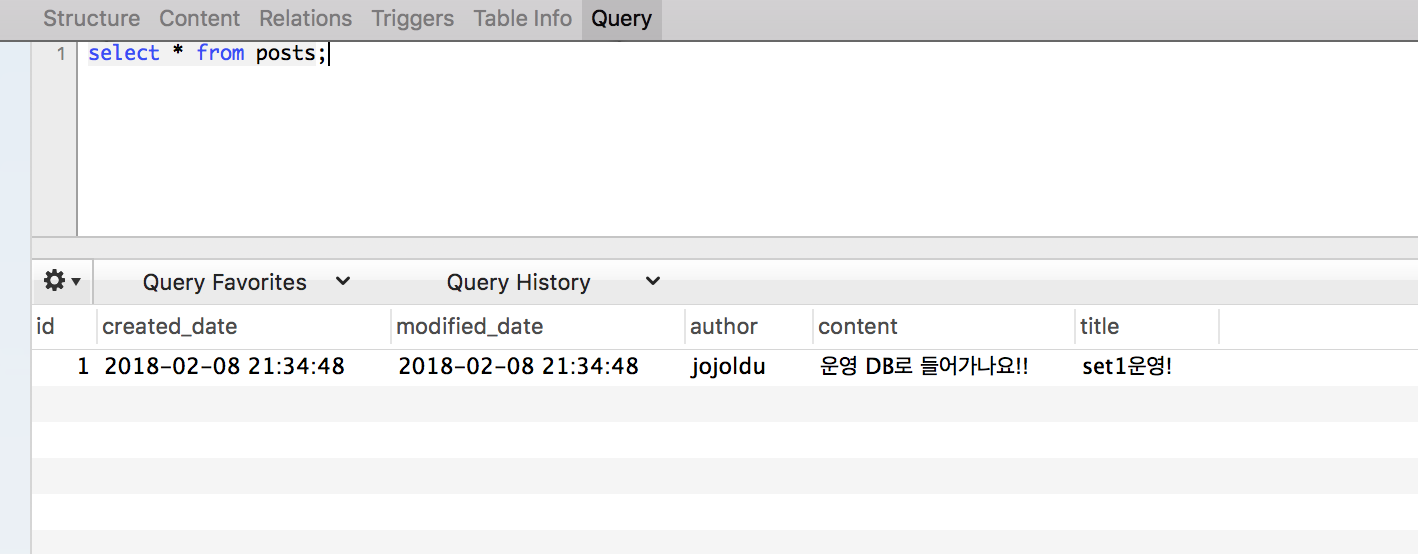 Structure Content Relations Triggers Table Info Query
1 select * from posts;
Query Favorites Query History
id created_date modified_date author content title
1 2018-02-08 21:34:48 2018-02-08 21:34:48 jojoldu 운영 DB로 들어가나요!! set1운영!